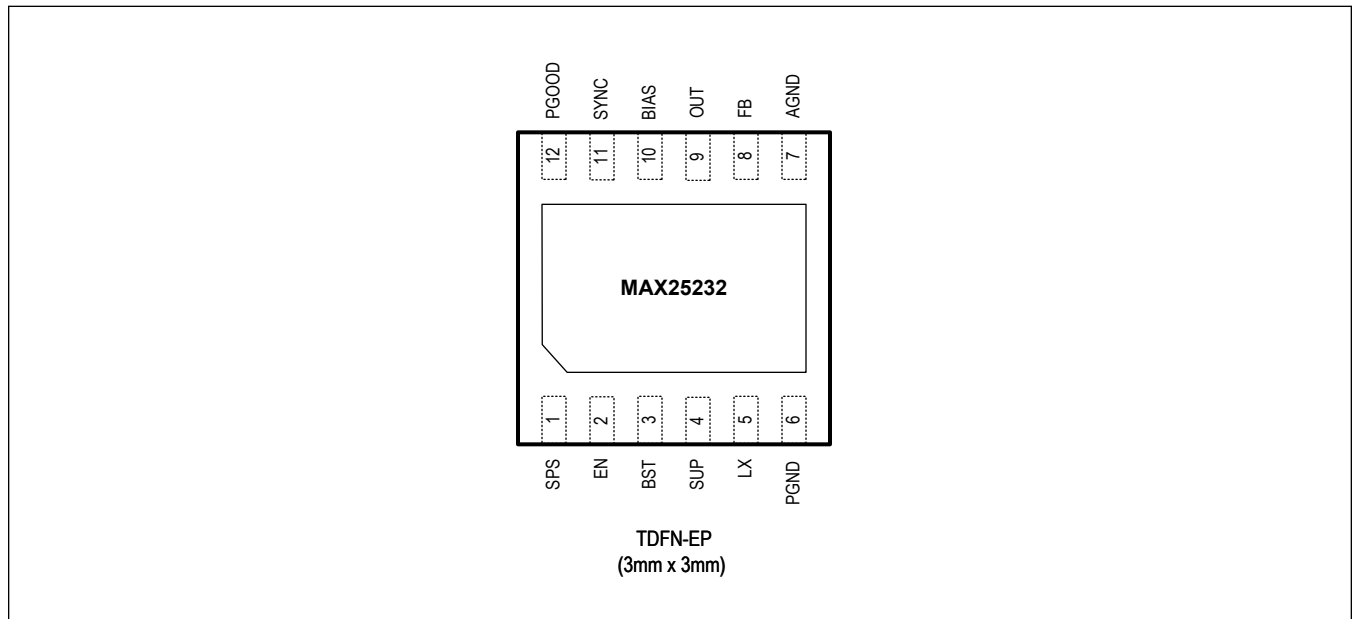 PGOOD
SYNC
BIAS
OUT
FB
AGND
12
11
10
9
8
7
MAX25232
1
2
3
4
5
6
SPS
EN
BST
SUP
LX
PGND
TDFN-EP
(3mm x 3mm)